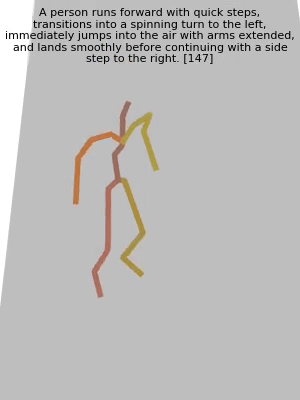 A person runs forward with quick steps,
transitions into a spinning turn to the left,
immediately jumps into the air with arms extended,
and lands smoothly before continuing with a side
step to the right. [147]